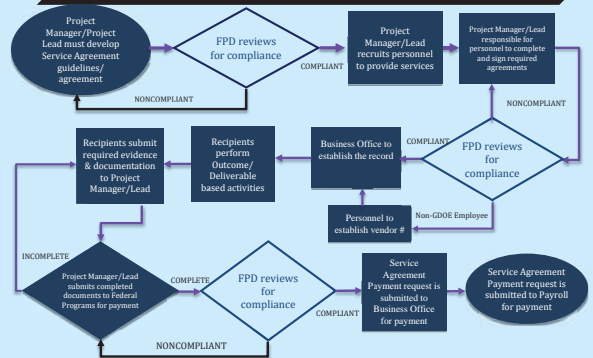 Project
Manager/Project
Lead must develop
Service Agreement
guidelines/
agreement
FPD reviews
for compliance
COMPLIANT
NONCOMPLIANT
Project
Manager/Lead
recruits personnel
to provide services
Project Manager/Lead
responsible for
personnel to complete
and sign required
agreements
NONCOMPLIANT
FPD reviews
for
compliance
COMPLIANT
Non-GDOE Employee
Business Office to
establish the record
Personnel to
establish vendor #
Recipients
perform
Outcome/
Deliverable
based activities
Recipients submit
required evidence
& documentation
to Project
Manager/Lead
INCOMPLETE
Project Manager/Lead
submits completed
documents to Federal
Programs for payment
COMPLETE
FPD reviews
for
compliance
COMPLIANT
NONCOMPLIANT
Service
Agreement
Payment request is
submitted to
Business Office
for payment
Service Agreement
Payment request is
submitted to Payroll
for payment